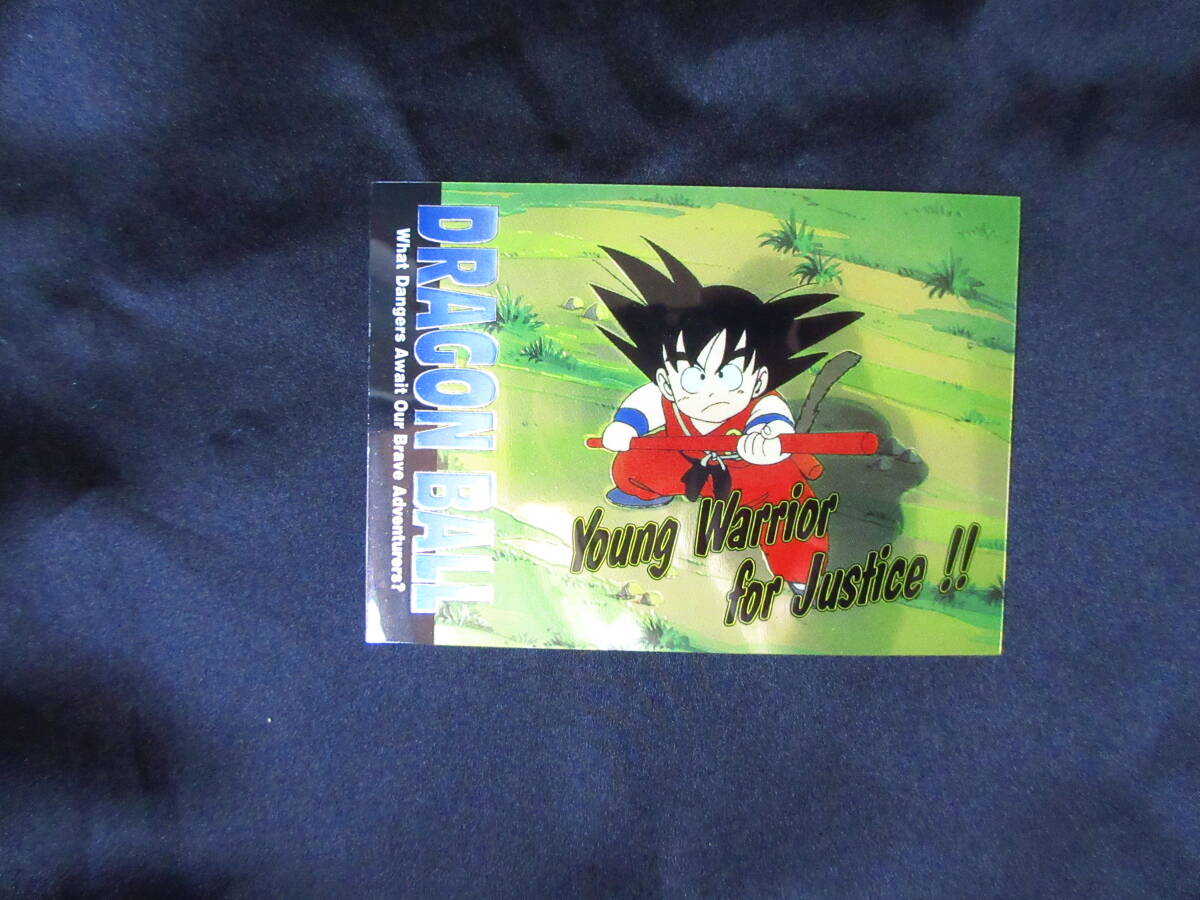 DRAGON BALL
What Dangers Await Our Brave Adventurers?
Young Warrior
for Justice !!